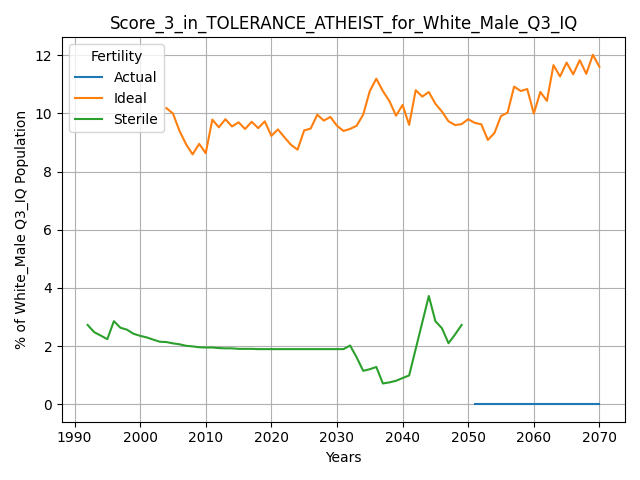 Score_3_in_TOLERANCE_ATHEIST_for_White_Male_Q3_IQ
Fertility
Actual
Ideal
Sterile
% of White_Male Q3_IQ Population
12
10
8
6
4
2
0
1990 2000 2010 2020 2030 2040 2050 2060 2070
Years